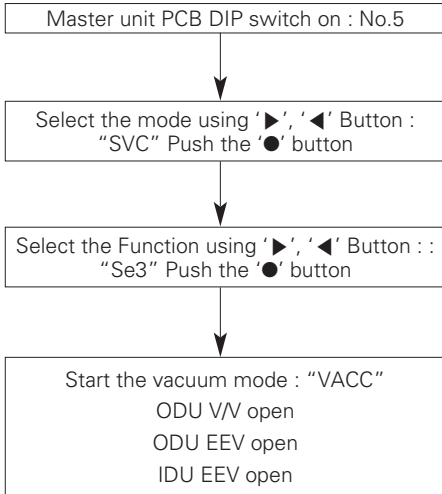 Master unit PCB DIP switch on : No.5
Select the mode using ‘▶’, ‘◀’ Button :
“SVC” Push the ‘●’ button
Select the Function using ‘▶’, ‘◀’ Button : :
“Se3” Push the ‘●’ button
Start the vacuum mode : “VACC”
ODU V/V open
ODU EEV open
IDU EEV open